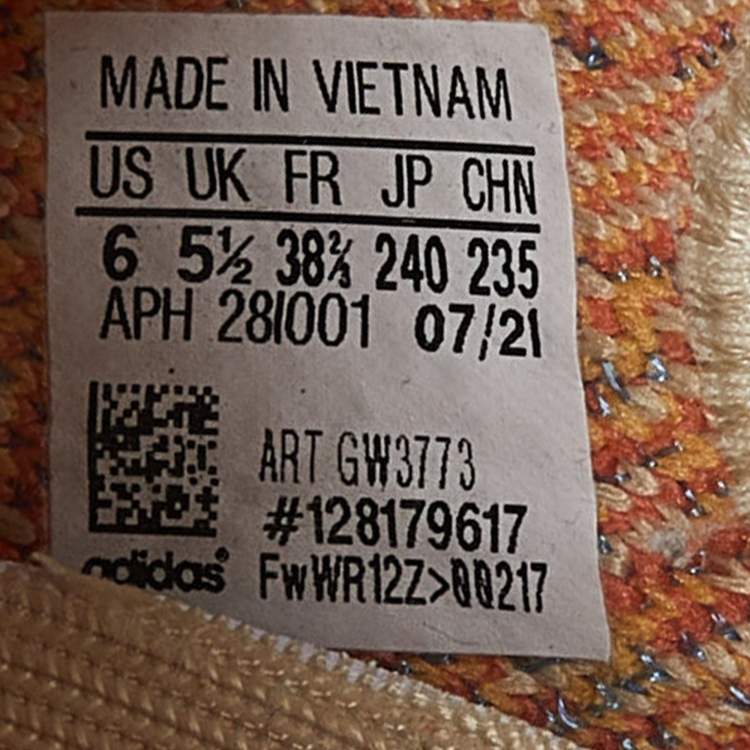 MADE IN VIETNAM
US UK FR JP CHN
6 5½ 38⅔ 240 235
APH 281001 07/21
ART GW3773
#128179617
adidas®
FwWR12Z>00217